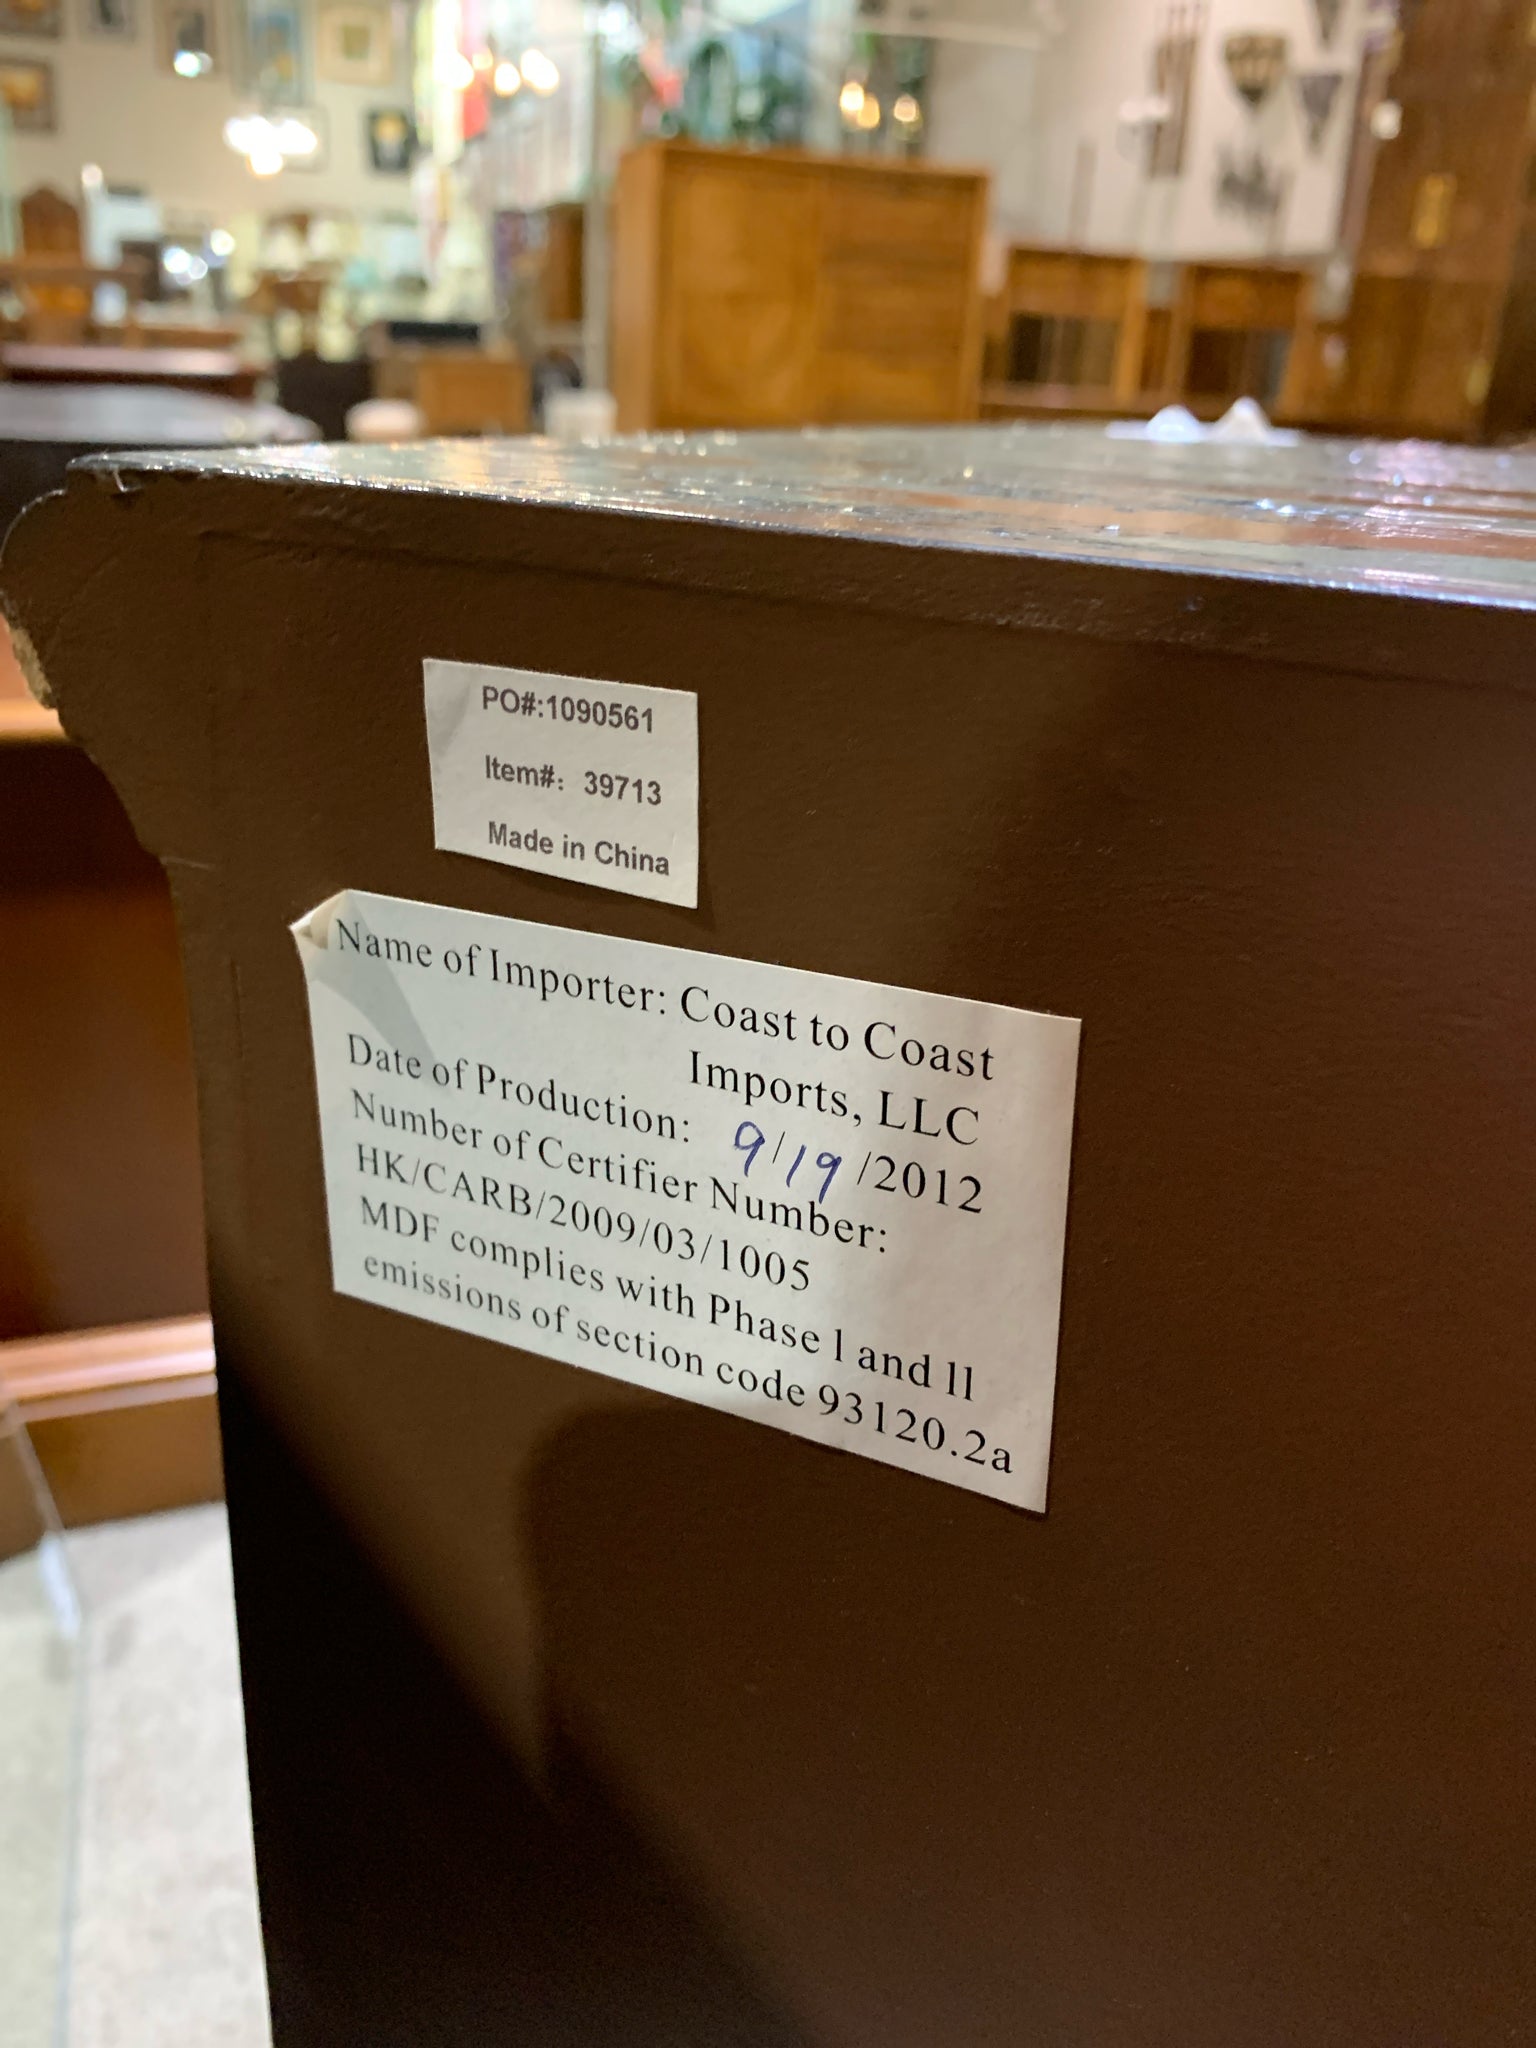 PO#:1090561
Item#: 39713
Made in China
Name of Importer: Coast to Coast
Imports, LLC
Date of Production: 9/19/2012
Number of Certifier Number:
HK/CARB/2009/03/1005
MDF complies with Phase l and ll
emissions of section code 93120.2a